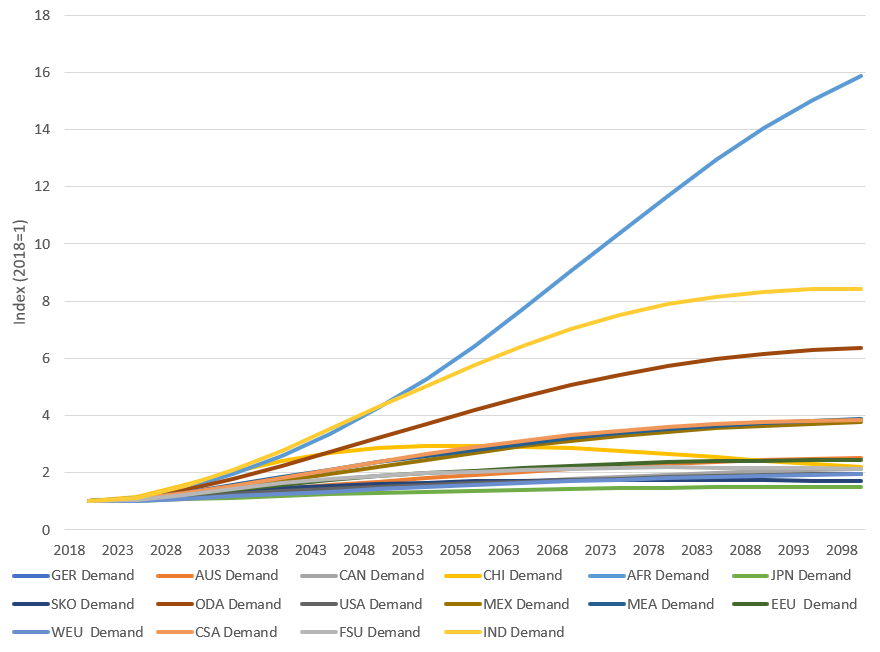 18
16
14
12
10
8
6
4
2
0
Index (2018=1)
2018 2023 2028 2033 2038 2043 2048 2053 2058 2063 2068 2073 2078 2083 2088 2093 2098
GER Demand AUS Demand CAN Demand CHI Demand AFR Demand JPN Demand
SKO Demand ODA Demand USA Demand MEX Demand MEA Demand EEU Demand
WEU Demand CSA Demand FSU Demand IND Demand